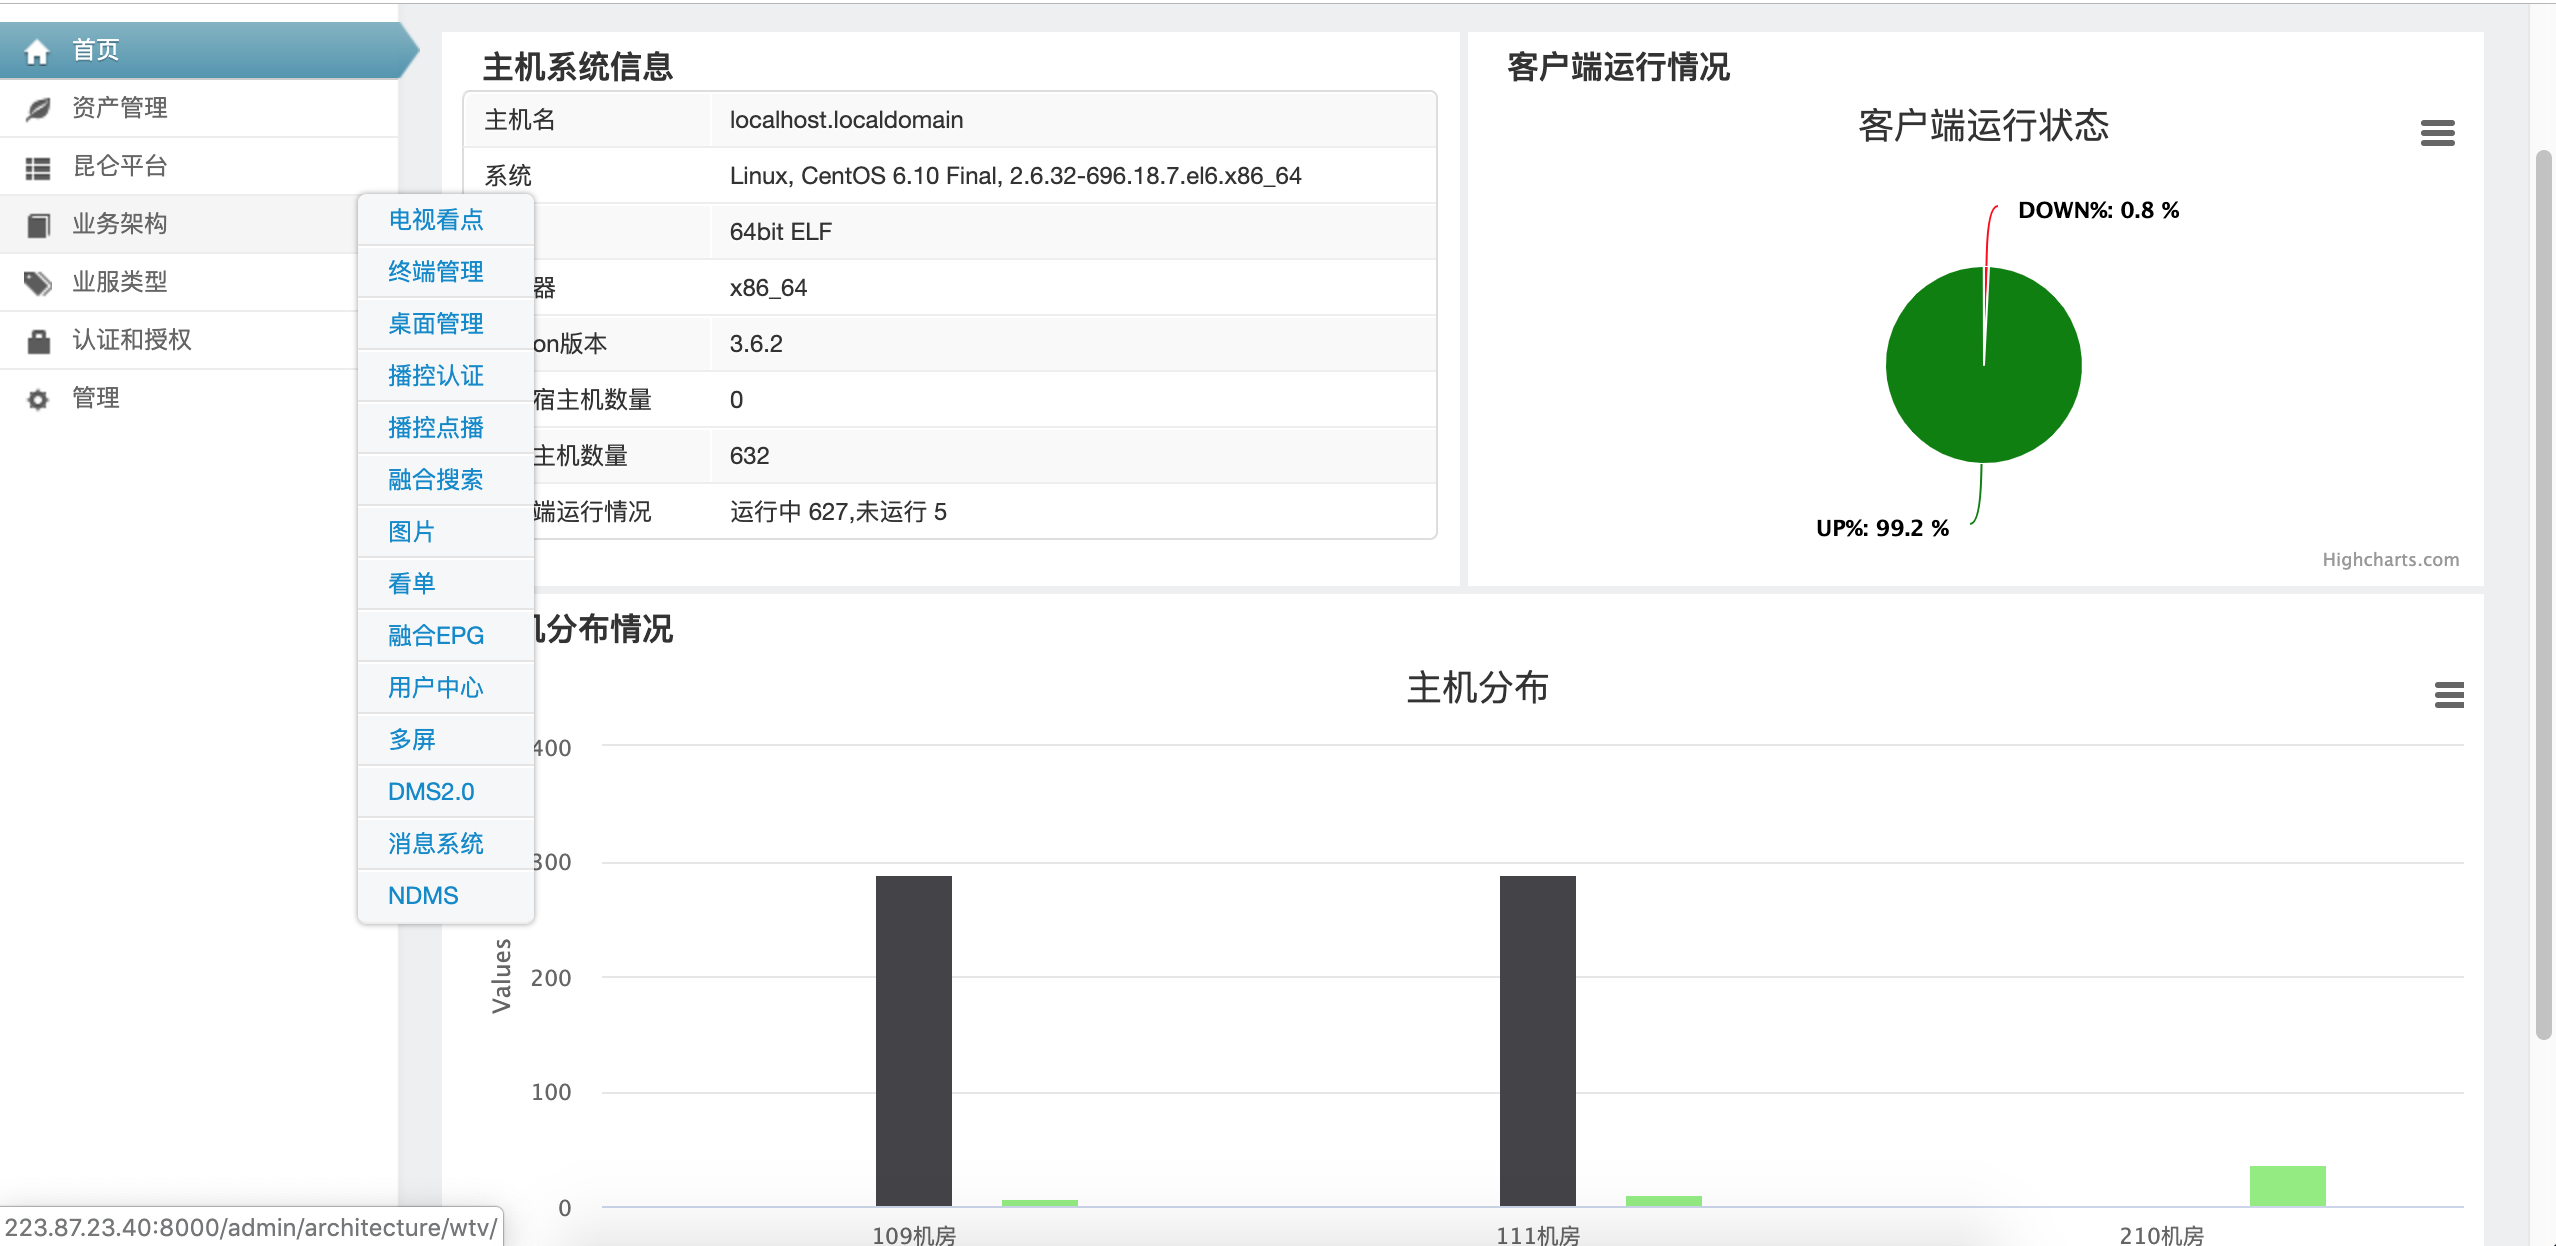 首页
资产管理
昆仑平台
业务架构
业服类型
认证和授权
管理
电视看点
终端管理
桌面管理
播控认证
播控点播
融合搜索
图片
看单
融合EPG
用户中心
多屏
DMS2.0
消息系统
NDMS
主机系统信息
主机名 localhost.localdomain
系统 Linux, CentOS 6.10 Final, 2.6.32-696.18.7.el6.x86_64
64bit ELF
器 x86_64
on版本 3.6.2
宿主机数量 0
主机数量 632
端运行情况 运行中 627,未运行 5
客户端运行情况
客户端运行状态
DOWN%: 0.8 %
UP%: 99.2 %
Highcharts.com
机分布情况
主机分布
400
300
200
100
0
Values
109机房
111机房
210机房
223.87.23.40:8000/admin/architecture/wtv/